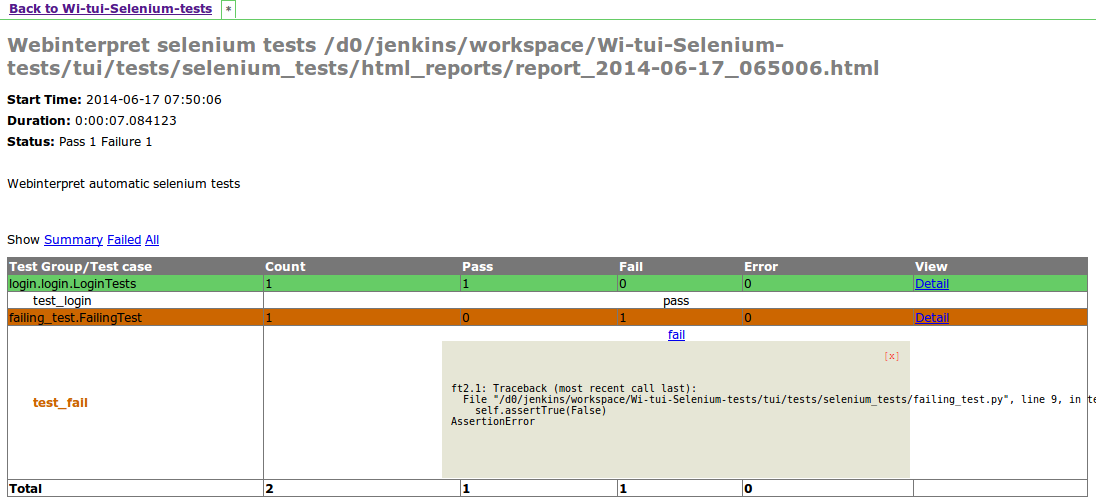 Back to Wi-tui-Selenium-tests *
Webinterpret selenium tests /d0/jenkins/workspace/Wi-tui-Selenium-
tests/tui/tests/selenium_tests/html_reports/report_2014-06-17_065006.html
Start Time: 2014-06-17 07:50:06
Duration: 0:00:07.084123
Status: Pass 1 Failure 1
Webinterpret automatic selenium tests
Show Summary Failed All
Test Group/Test case Count Pass Fail Error View
login.login.LoginTests 1 1 0 0 Detail
test_login pass
failing_test.FailingTest 1 0 1 0 Detail
fail
[x]
ft2.1: Traceback (most recent call last):
File "/d0/jenkins/workspace/Wi-tui-Selenium-tests/tui/tests/selenium_tests/failing_test.py", line 9, in te
self.assertTrue(False)
AssertionError
test_fail
Total 2 1 1 0